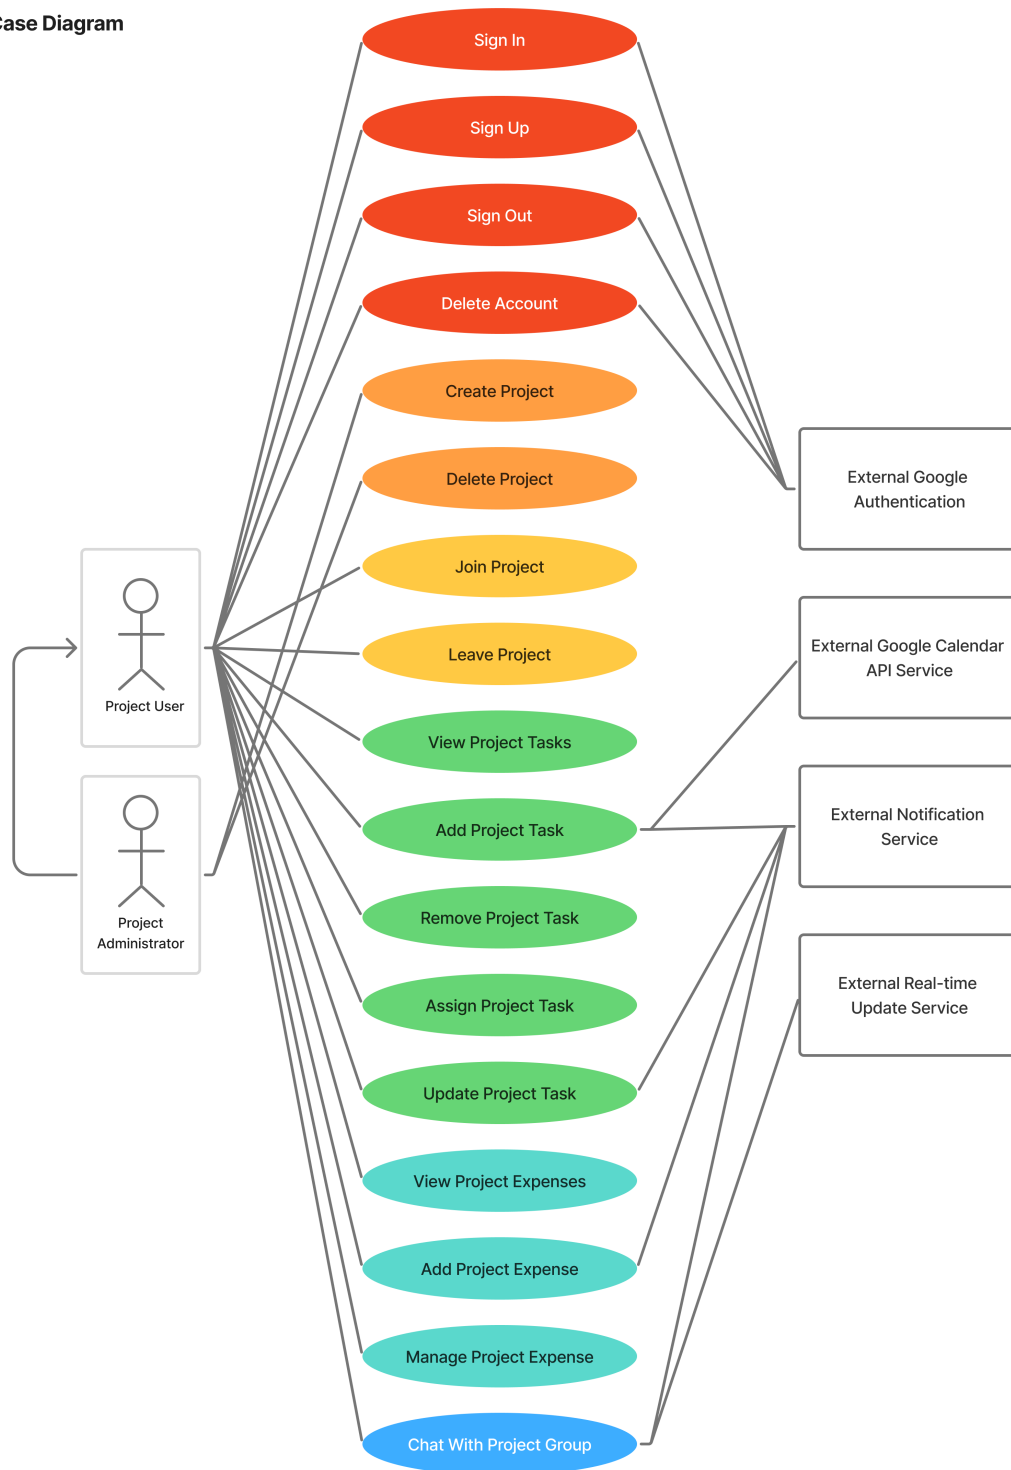 Case Diagram
Sign In
Sign Up
Sign Out
Delete Account
Create Project
Delete Project
Join Project
Leave Project
View Project Tasks
Add Project Task
Remove Project Task
Assign Project Task
Update Project Task
View Project Expenses
Add Project Expense
Manage Project Expense
Chat With Project Group
Project User
Project
Administrator
External Google
Authentication
External Google Calendar
API Service
External Notification
Service
External Real-time
Update Service